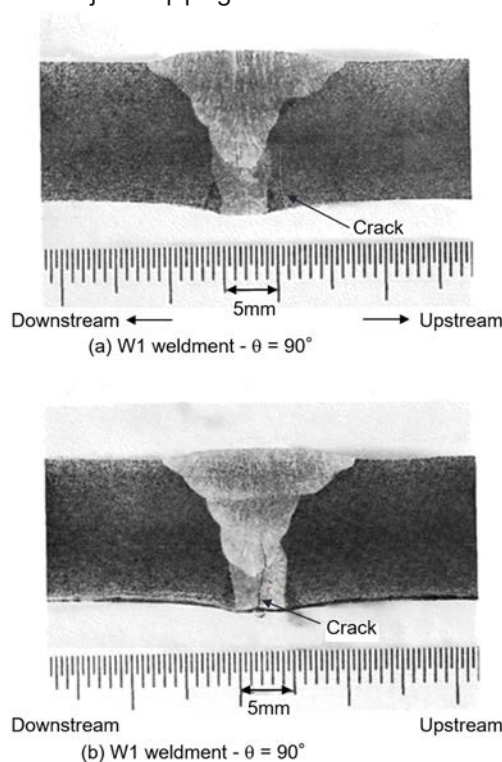 Crack
5mm
Downstream ← → Upstream
(a) W1 weldment - θ = 90°
Crack
5mm
Downstream Upstream
(b) W1 weldment - θ = 90°